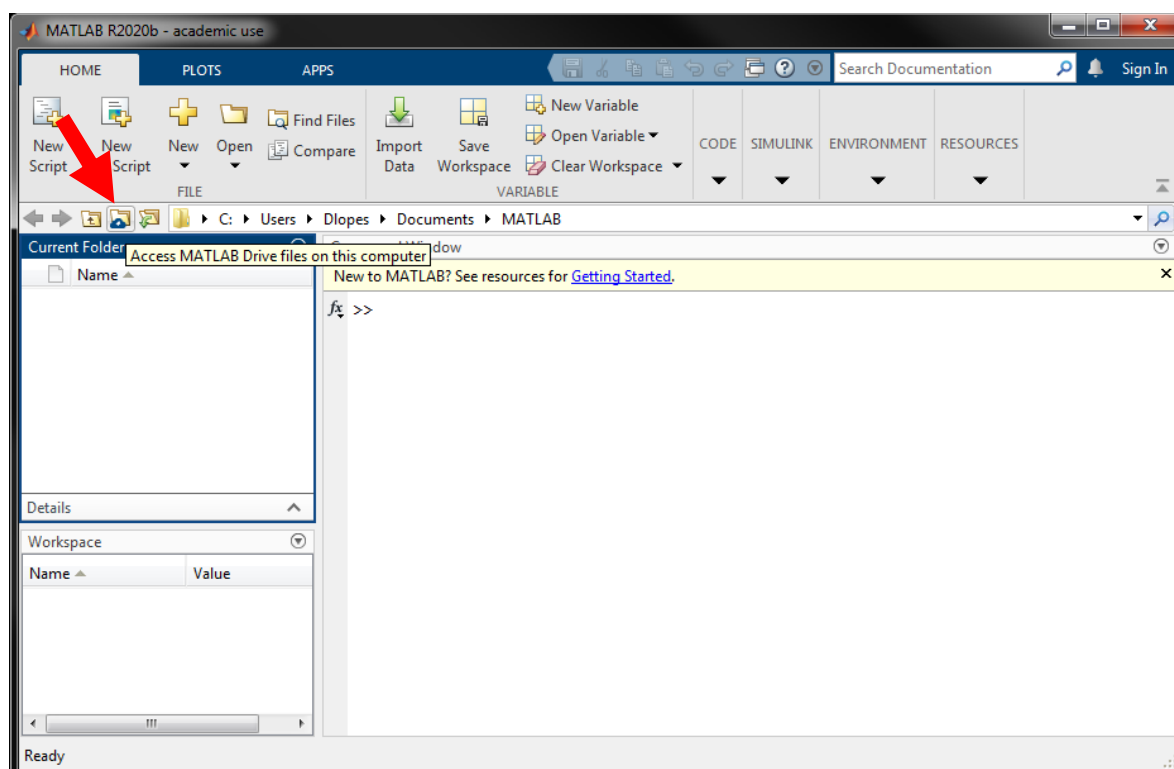 MATLAB R2020b - academic use
HOME PLOTS APPS Search Documentation Sign In
New Script
New Script
New
Open
Find Files
Compare
Import Data
Save Workspace
New Variable
Open Variable
Clear Workspace
CODE SIMULINK ENVIRONMENT RESOURCES
FILE VARIABLE
C: Users Dlopes Documents MATLAB
Current Folder
Access MATLAB Drive files on this computer
Name
New to MATLAB? See resources for Getting Started.
fx >>
Details
Workspace
Name Value
Ready